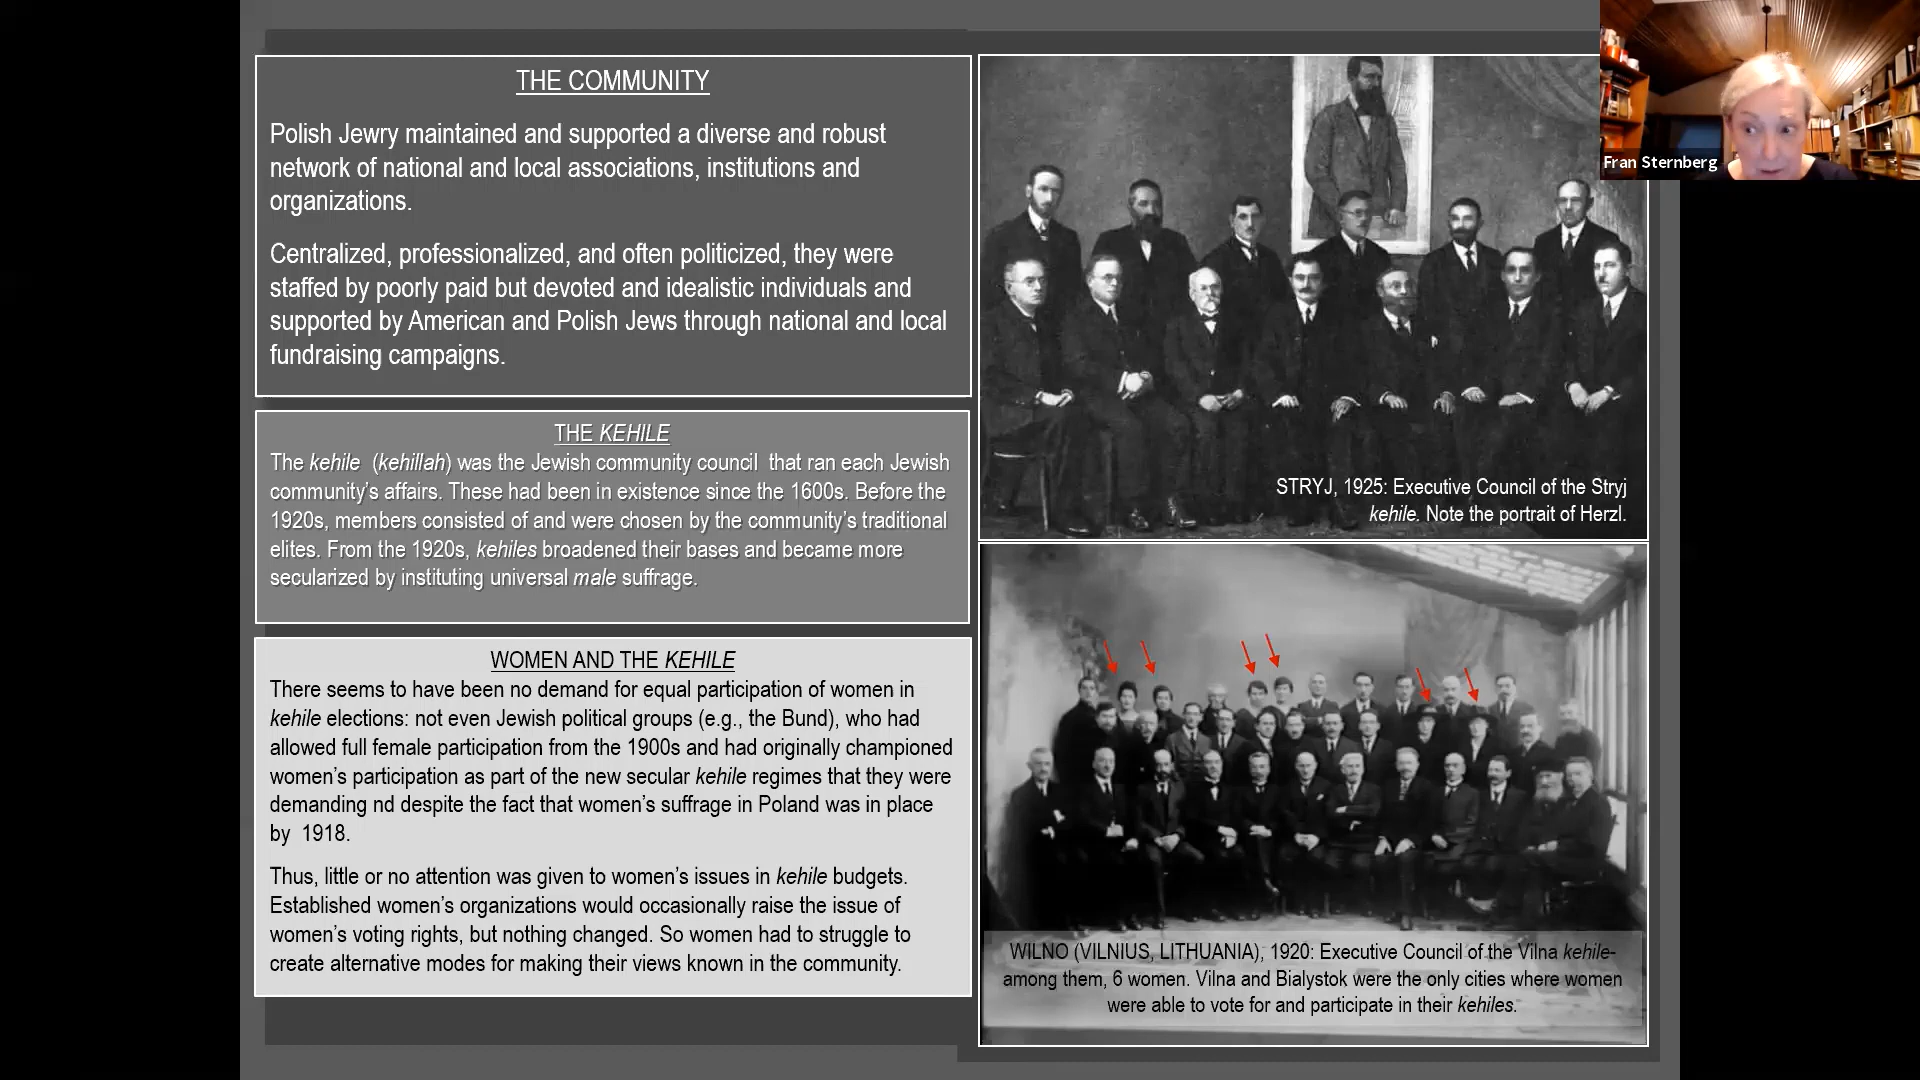 THE COMMUNITY
Polish Jewry maintained and supported a diverse and robust
network of national and local associations, institutions and
organizations.
Centralized, professionalized, and often politicized, they were
staffed by poorly paid but devoted and idealistic individuals and
supported by American and Polish Jews through national and local
fundraising campaigns.
THE KEHILE
The kehile (kehillah) was the Jewish community council that ran each Jewish
community's affairs. These had been in existence since the 1600s. Before the
1920s, members consisted of and were chosen by the community's traditional
elites. From the 1920s, kehiles broadened their bases and became more
secularized by instituting universal male suffrage.
WOMEN AND THE KEHILE
There seems to have been no demand for equal participation of women in
kehile elections: not even Jewish political groups (e.g., the Bund), who had
allowed full female participation from the 1900s and had originally championed
women's participation as part of the new secular kehile regimes that they were
demanding nd despite the fact that women's suffrage in Poland was in place
by 1918.
Thus, little or no attention was given to women's issues in kehile budgets.
Established women's organizations would occasionally raise the issue of
women's voting rights, but nothing changed. So women had to struggle to
create alternative modes for making their views known in the community.
STRYJ, 1925: Executive Council of the Stryj
kehile. Note the portrait of Herzl.
WILNO (VILNIUS, LITHUANIA), 1920: Executive Council of the Vilna kehile-
among them, 6 women. Vilna and Bialystok were the only cities where women
were able to vote for and participate in their kehiles.
Fran Sternberg